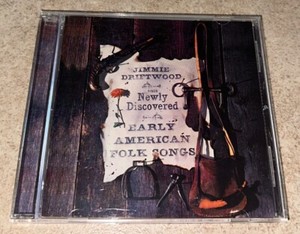 JIMMIE
DRIFTWOOD
Newly
Discovered
EARLY
AMERICAN
FOLK SONGS